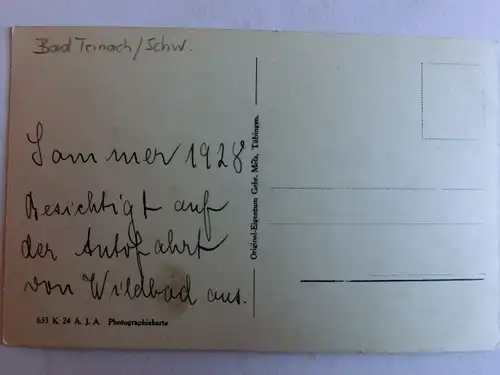 Bad Teinach/Schw.
Sommer 1928
Besichtigt auf
der Autofahrt
von Wildbad aus.
633 K 24 A. J. A. Photographiekarte
Original-Eigentum Gebr. Metz, Tübingen.